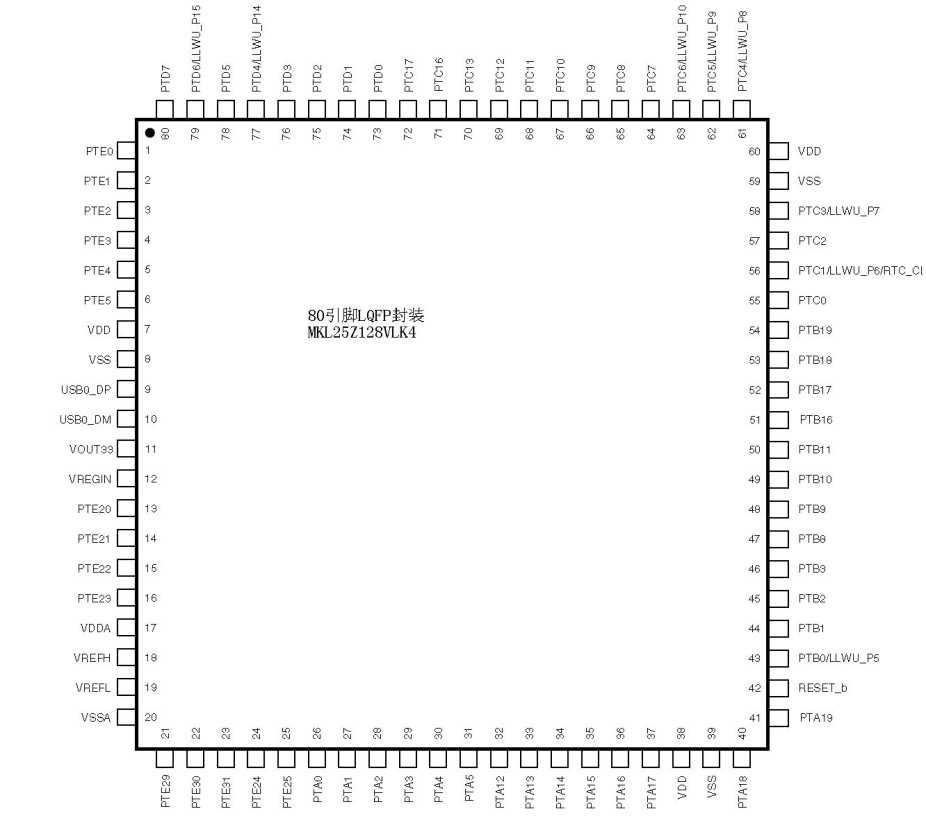 PTD7
PTD6/LLWU_P15
PTD5
PTD4/LLWU_P14
PTD3
PTD2
PTD1
PTD0
PTC17
PTC16
PTC13
PTC12
PTC11
PTC10
PTC9
PTC8
PTC7
PTC6/LLWU_P10
PTC5/LLWU_P9
PTC4/LLWU_P8
80 79 78 77 76 75 74 73 72 71 70 69 68 67 66 65 64 63 62 61
PTE0 1 60 VDD
PTE1 2 59 VSS
PTE2 3 58 PTC3/LLWU_P7
PTE3 4 57 PTC2
PTE4 5 56 PTC1/LLWU_P6/RTC_CL
PTE5 6 55 PTC0
80引脚LQFP封装
MKL25Z128VLK4
VDD 7 54 PTB19
VSS 8 53 PTB18
USB0_DP 9 52 PTB17
USB0_DM 10 51 PTB16
VOUT33 11 50 PTB11
VREGIN 12 49 PTB10
PTE20 13 48 PTB9
PTE21 14 47 PTB8
PTE22 15 46 PTB3
PTE23 16 45 PTB2
VDDA 17 44 PTB1
VREFH 18 43 PTB0/LLWU_P5
VREFL 19 42 RESET_b
VSSA 20 41 PTA19
21 22 23 24 25 26 27 28 29 30 31 32 33 34 35 36 37 38 39 40
PTE29
PTE30
PTE31
PTE24
PTE25
PTA0
PTA1
PTA2
PTA3
PTA4
PTA5
PTA12
PTA13
PTA14
PTA15
PTA16
PTA17
VDD
VSS
PTA18